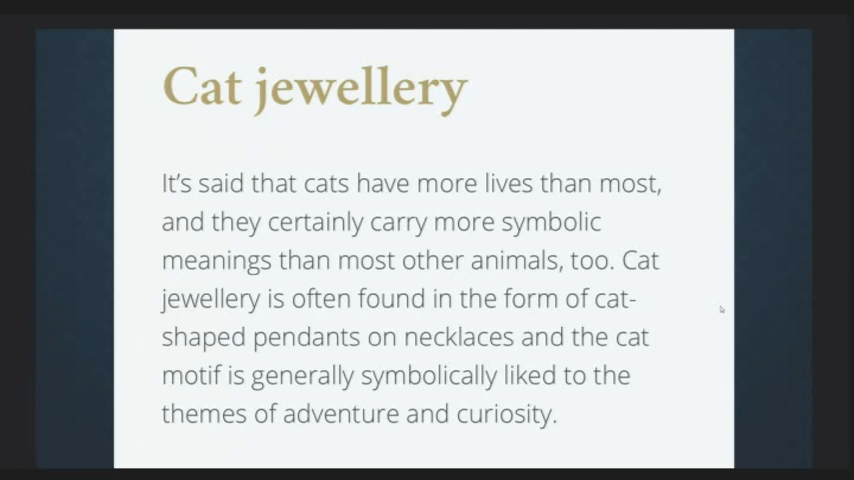 Cat jewellery
It's said that cats have more lives than most,
and they certainly carry more symbolic
meanings than most other animals, too. Cat
jewellery is often found in the form of cat-
shaped pendants on necklaces and the cat
motif is generally symbolically liked to the
themes of adventure and curiosity.